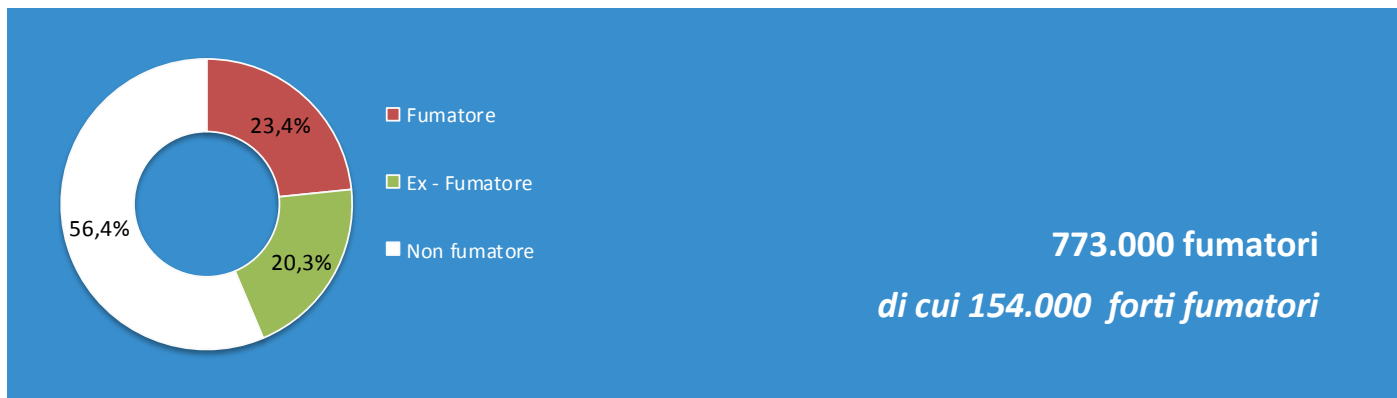 23,4%
20,3%
56,4%
Fumatore
Ex - Fumatore
Non fumatore
773.000 fumatori
di cui 154.000 forti fumatori